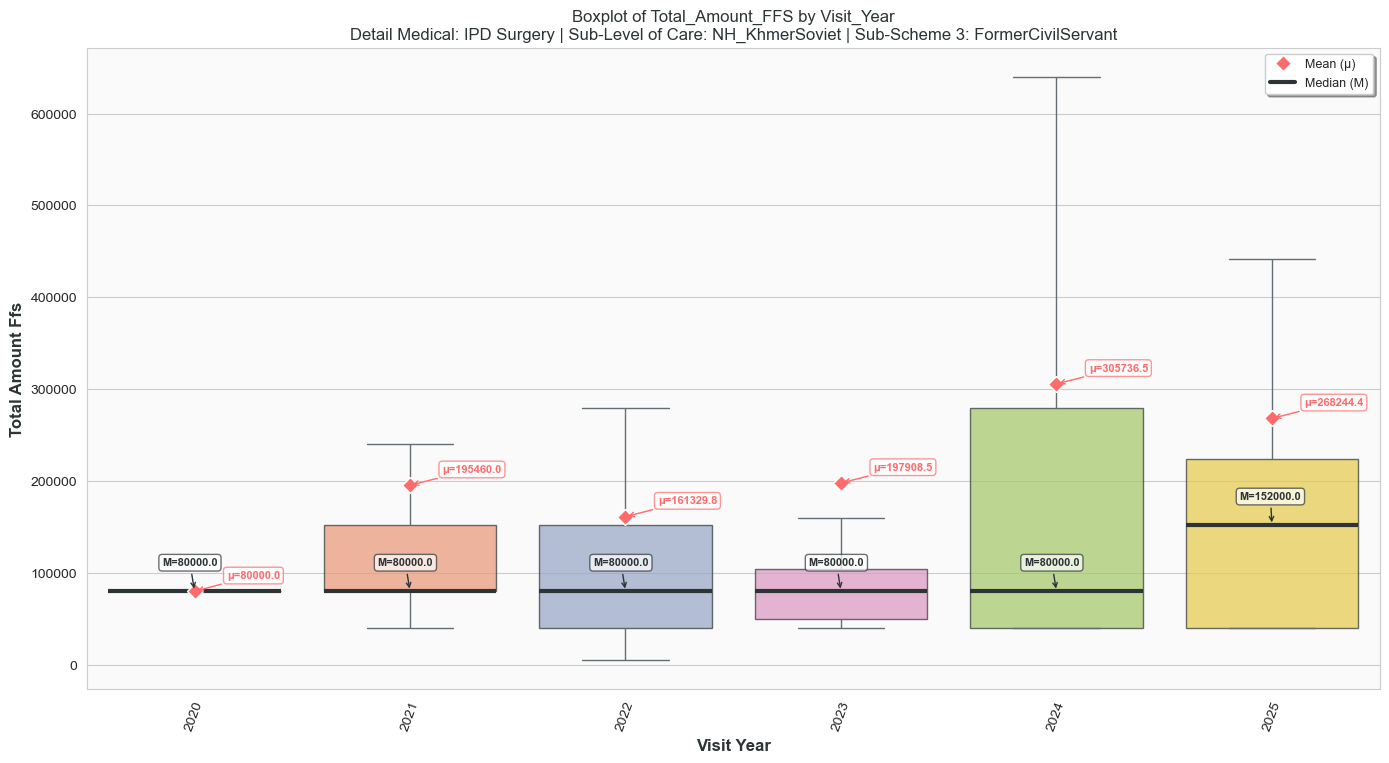 Boxplot of Total_Amount_FFS by Visit_Year
Detail Medical: IPD Surgery | Sub-Level of Care: NH_KhmerSoviet | Sub-Scheme 3: FormerCivilServant
Mean (μ)
Median (M)
Total Amount Ffs
600000
500000
400000
300000
200000
100000
0
M=80000.0
μ=80000.0
μ=195460.0
M=80000.0
μ=161329.8
M=80000.0
μ=197908.5
M=80000.0
μ=305736.5
M=80000.0
μ=268244.4
M=152000.0
2020
2021
2022
2023
2024
2025
Visit Year